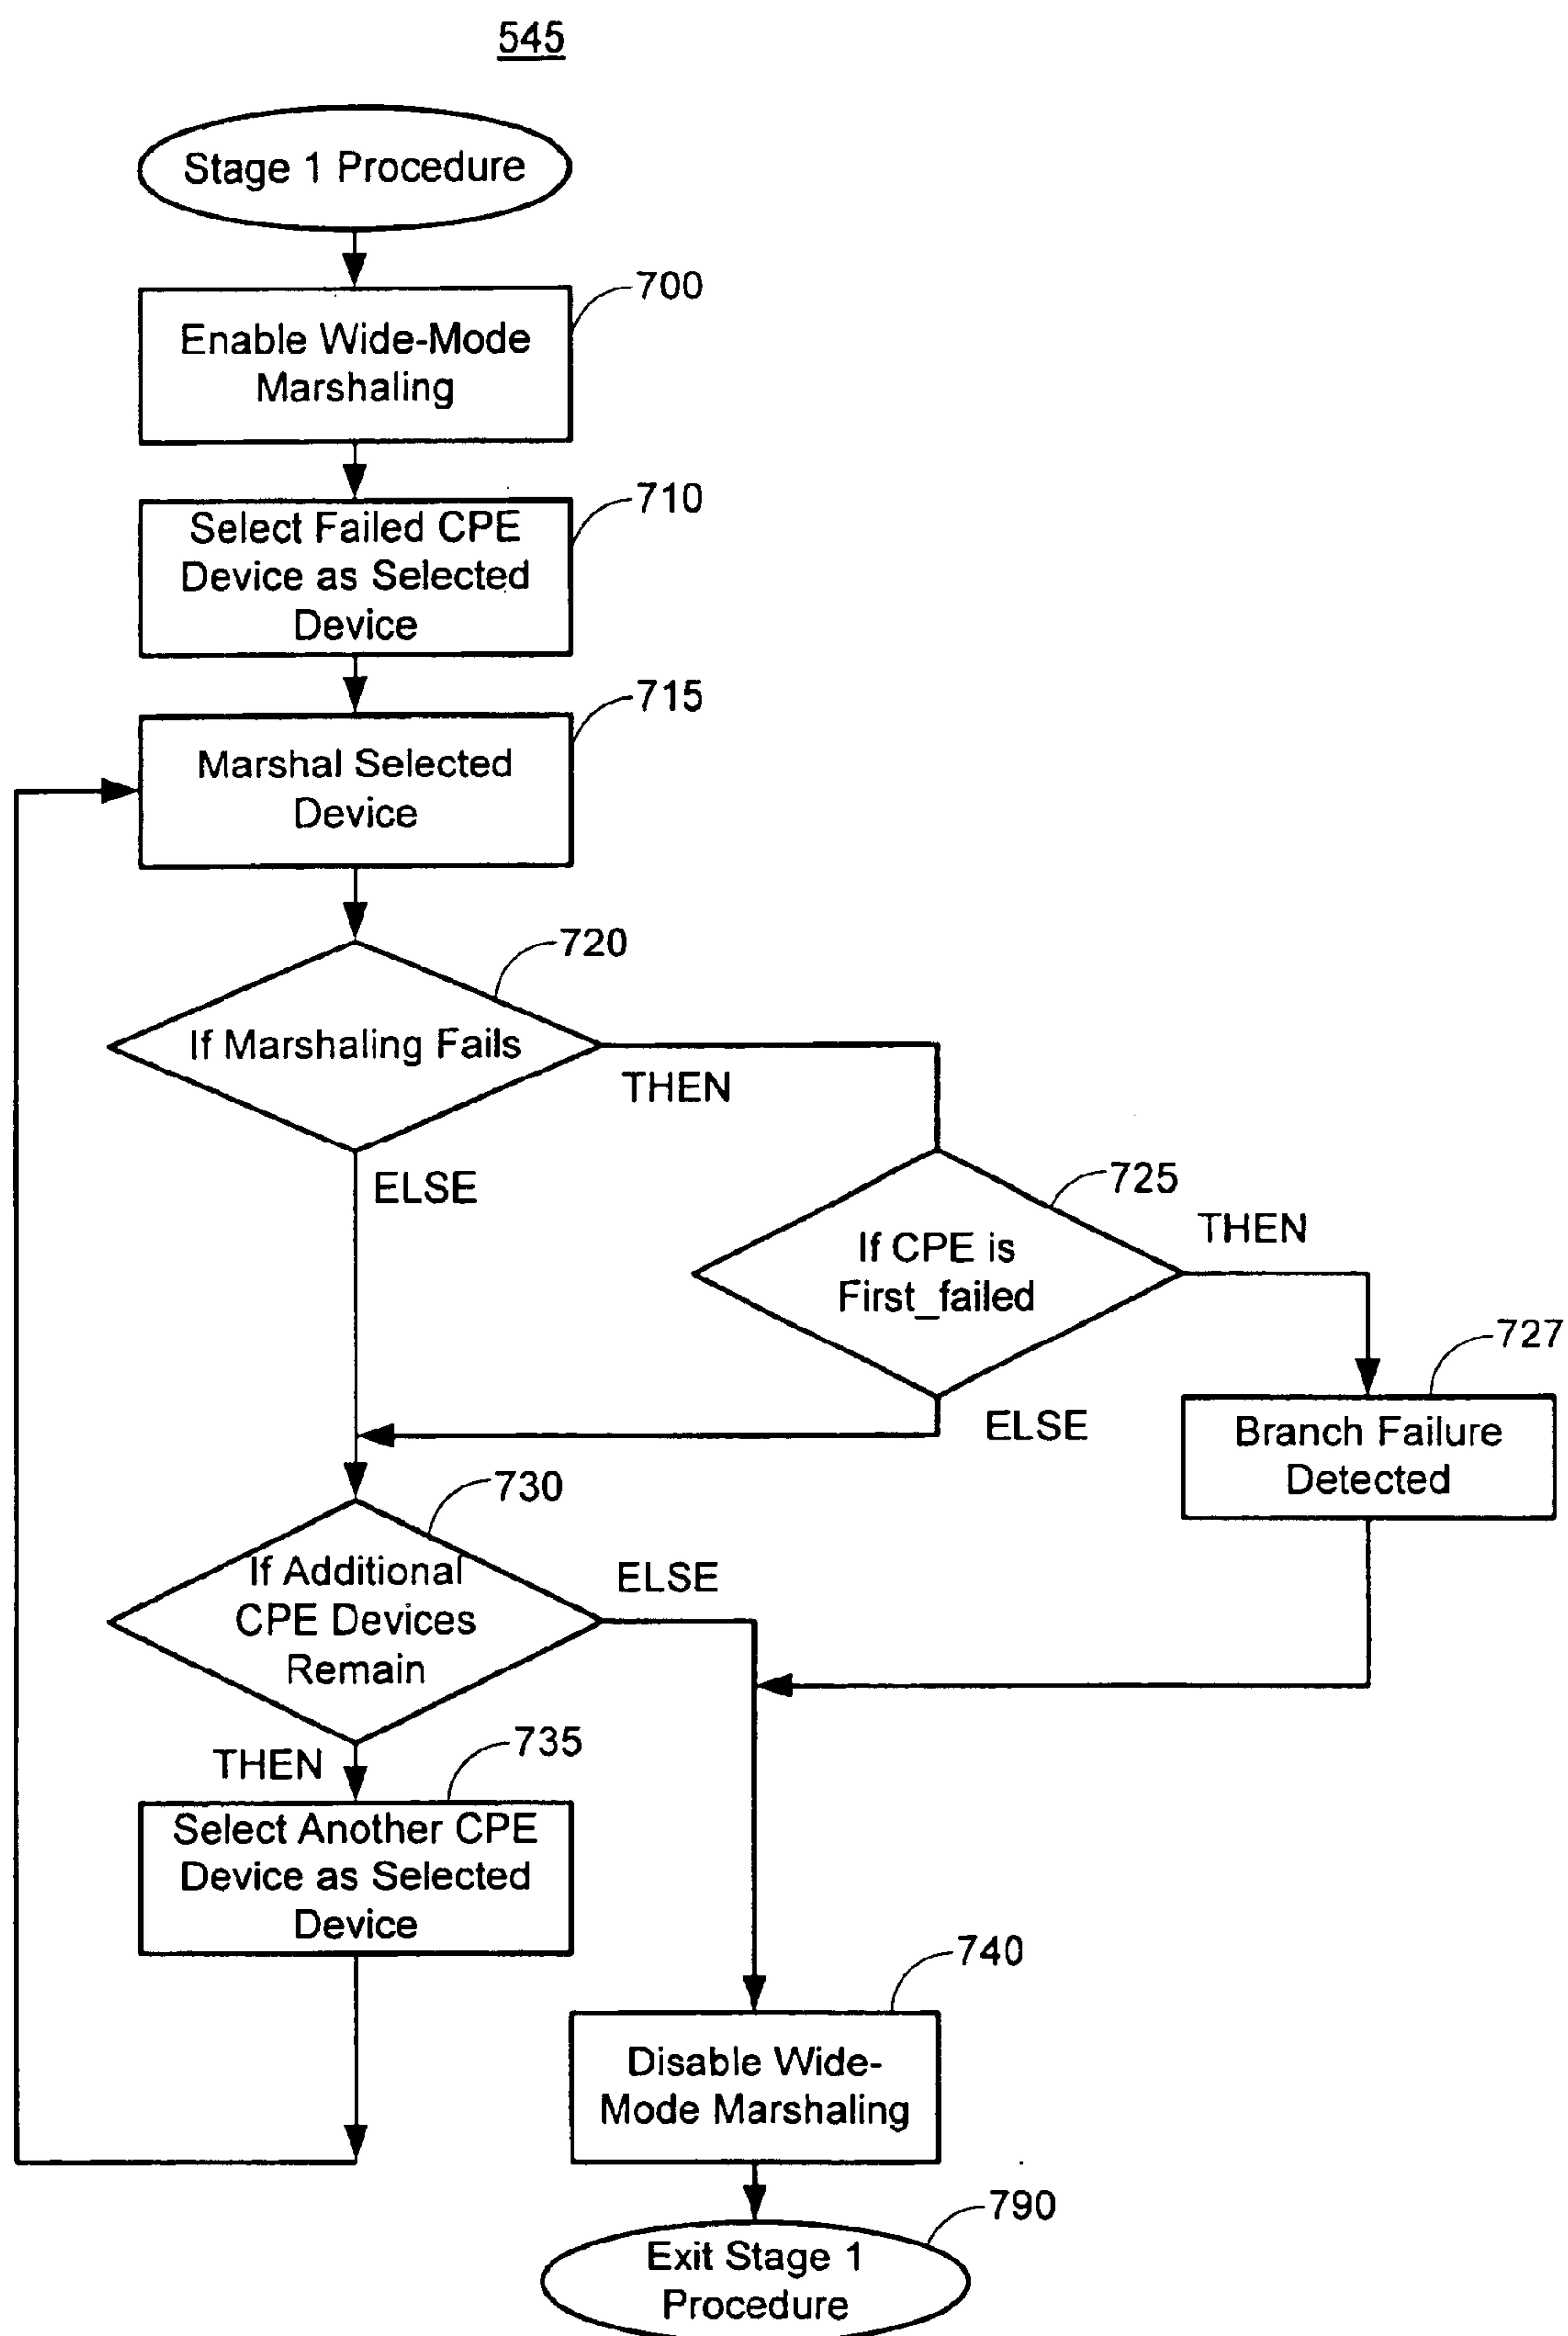 545
Stage 1 Procedure
700
Enable Wide-Mode
Marshaling
710
Select Failed CPE
Device as Selected
Device
715
Marshal Selected
Device
720
If Marshaling Fails
THEN
ELSE
725
If CPE is
First_failed
THEN
727
Branch Failure
Detected
ELSE
730
If Additional
CPE Devices
Remain
ELSE
THEN
735
Select Another CPE
Device as Selected
Device
740
Disable Wide-
Mode Marshaling
790
Exit Stage 1
Procedure